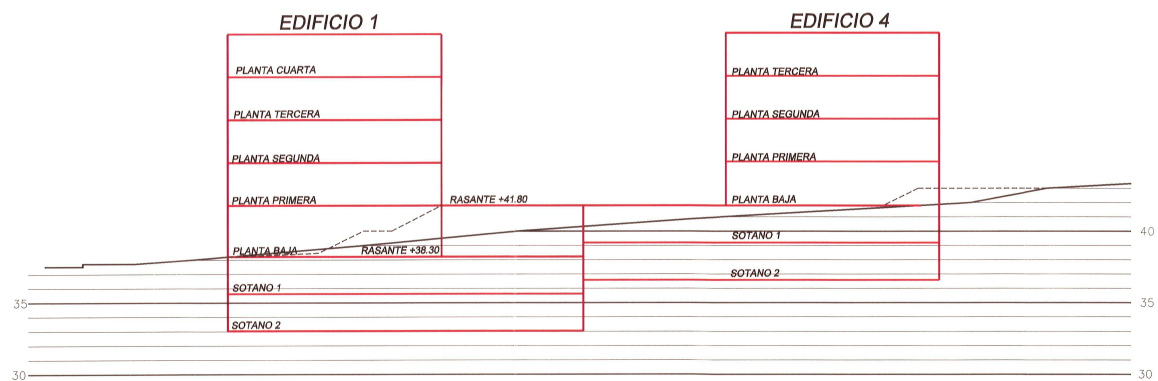 EDIFICIO 1
EDIFICIO 4
PLANTA CUARTA
PLANTA TERCERA
PLANTA TERCERA
PLANTA SEGUNDA
PLANTA SEGUNDA
PLANTA PRIMERA
PLANTA PRIMERA
RASANTE +41.80
PLANTA BAJA
40
SOTANO 1
PLANTA BAJA
RASANTE +38.30
SOTANO 2
SOTANO 1
35
35
SOTANO 2
30
30